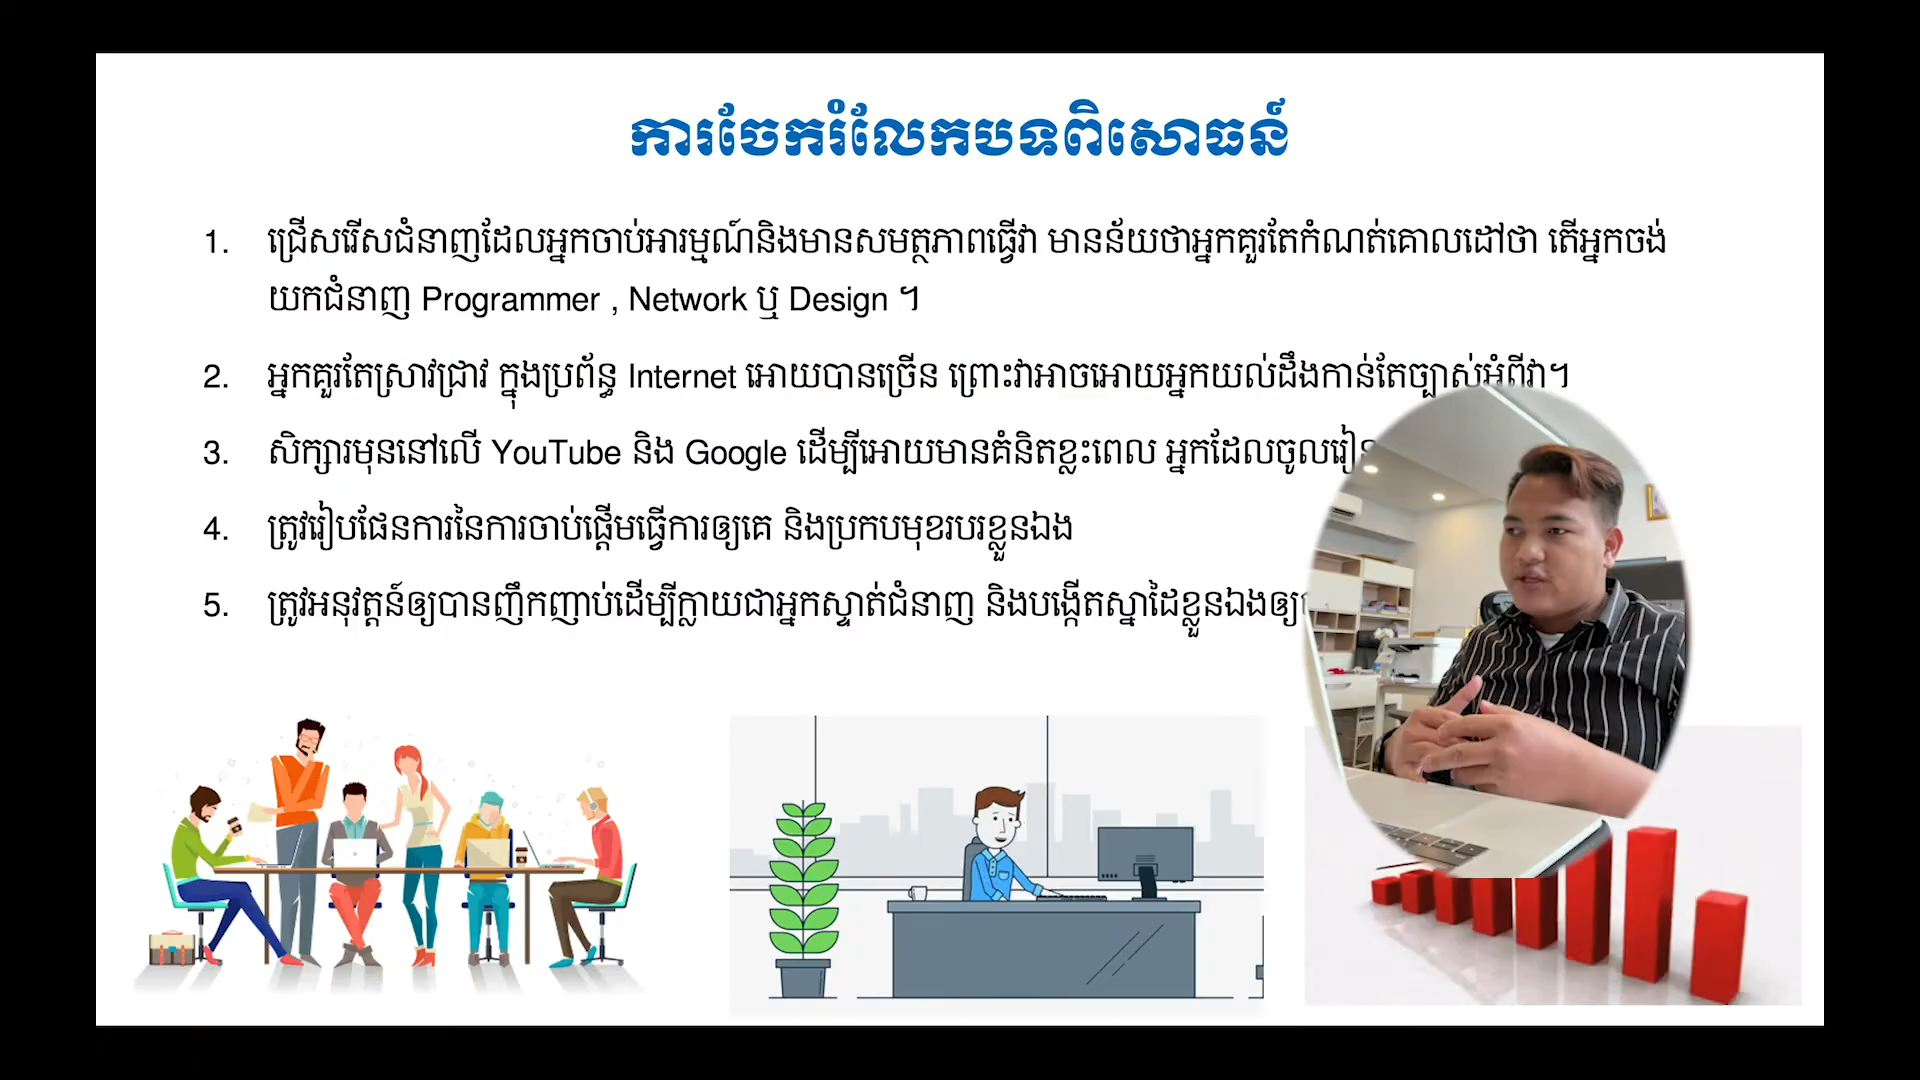 ការចែករំលែកបទពិសោធន៍
1. ជ្រើសរើសជំនាញដែលអ្នកចាប់អារម្មណ៍និងមានសមត្ថភាពធ្វើវា មានន័យថាអ្នកគួរតែកំណត់គោលដៅថា តើអ្នកចង់
យកជំនាញ Programmer , Network ឬ Design ។
2. អ្នកគួរតែស្រាវជ្រាវ ក្នុងប្រព័ន្ធ Internet អោយបានច្រើន ព្រោះវាអាចអោយអ្នកយល់ដឹងកាន់តែច្បាស់អំពីវា។
3. សិក្សារមុននៅលើ YouTube និង Google ដើម្បីអោយមានគំនិតខ្លះពេល អ្នកដែលចូលរៀន
4. ត្រូវរៀបផែនការនៃការចាប់ផ្តើមធ្វើការឲ្យគេ និងប្រកបមុខរបរខ្លួនឯង
5. ត្រូវអនុវត្តន៍ឲ្យបានញឹកញាប់ដើម្បីក្លាយជាអ្នកស្ទាត់ជំនាញ និងបង្កើតស្នាដៃខ្លួនឯងឲ្យ